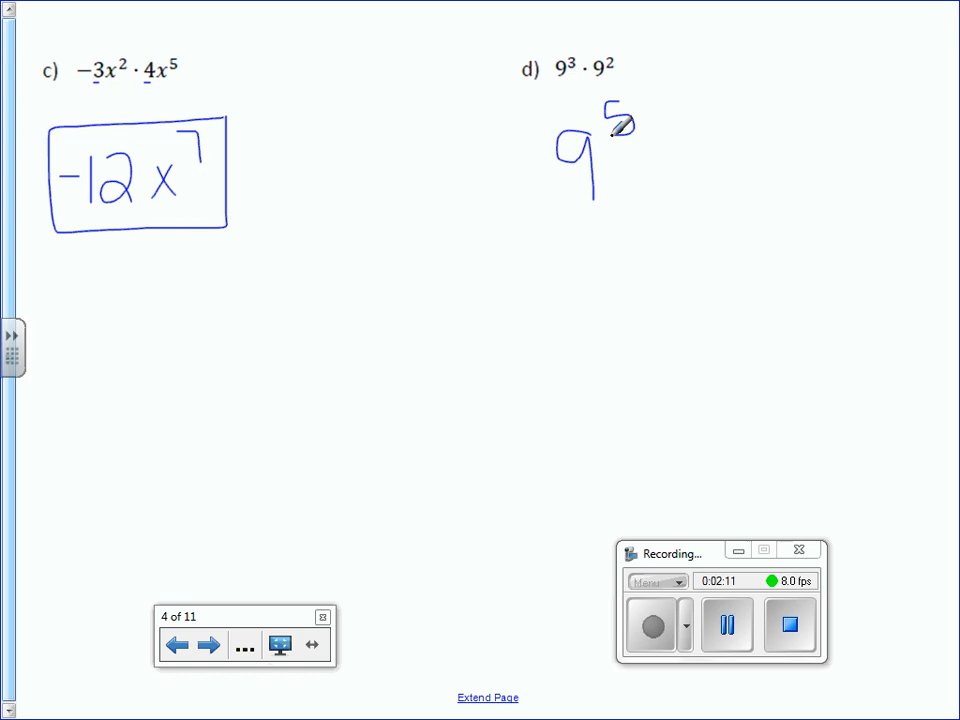 c) −3x² · 4x⁵
d) 9³ · 9²
-12x⁷
9⁵
Recording...
Menu
0:02:11
8.0 fps
4 of 11
...
Extend Page